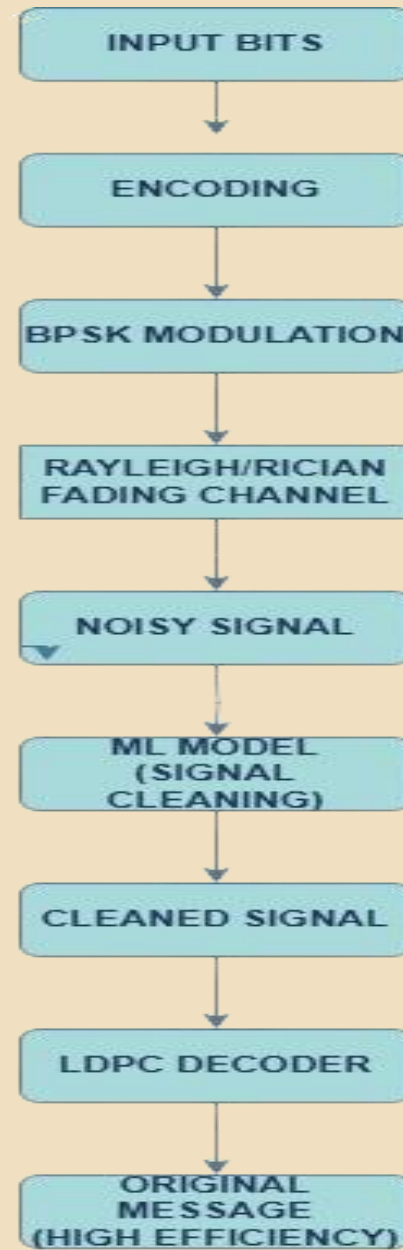 INPUT BITS
ENCODING
BPSK MODULATION
RAYLEIGH/RICIAN
FADING CHANNEL
NOISY SIGNAL
ML MODEL
(SIGNAL
CLEANING)
CLEANED SIGNAL
LDPC DECODER
ORIGINAL
MESSAGE
(HIGH EFFICIENCY)